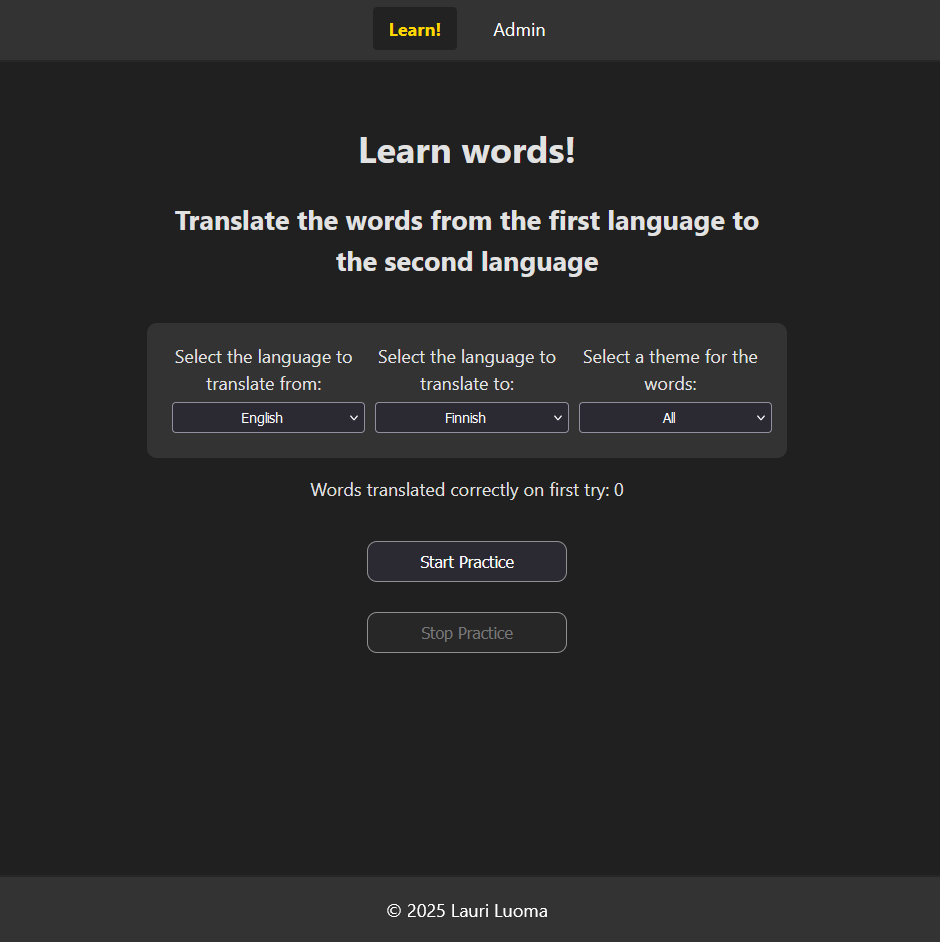 Learn! Admin
Learn words!
Translate the words from the first language to
the second language
Select the language to
translate from:
English
Select the language to
translate to:
Finnish
Select a theme for the
words:
All
Words translated correctly on first try: 0
Start Practice
Stop Practice
© 2025 Lauri Luoma